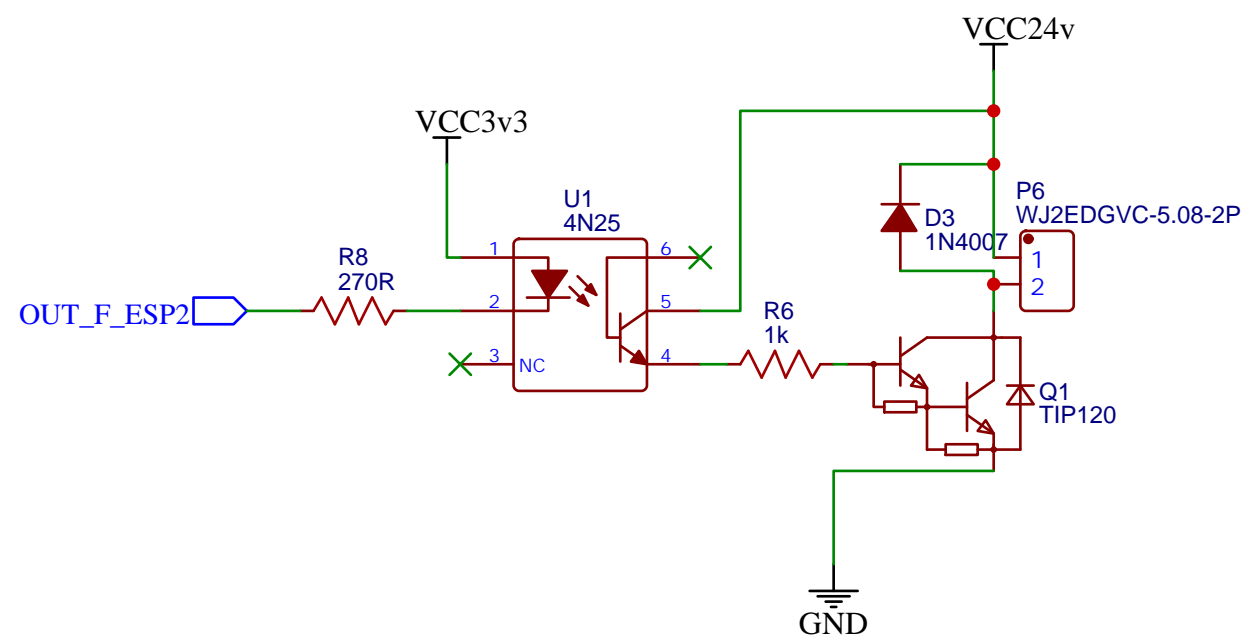 VCC24v
VCC3v3
U1
4N25
P6
WJ2EDGVC-5.08-2P
D3
1N4007
R8
270R
OUT_F_ESP2
1
2
3
NC
6
5
4
1
2
R6
1k
Q1
TIP120
GND